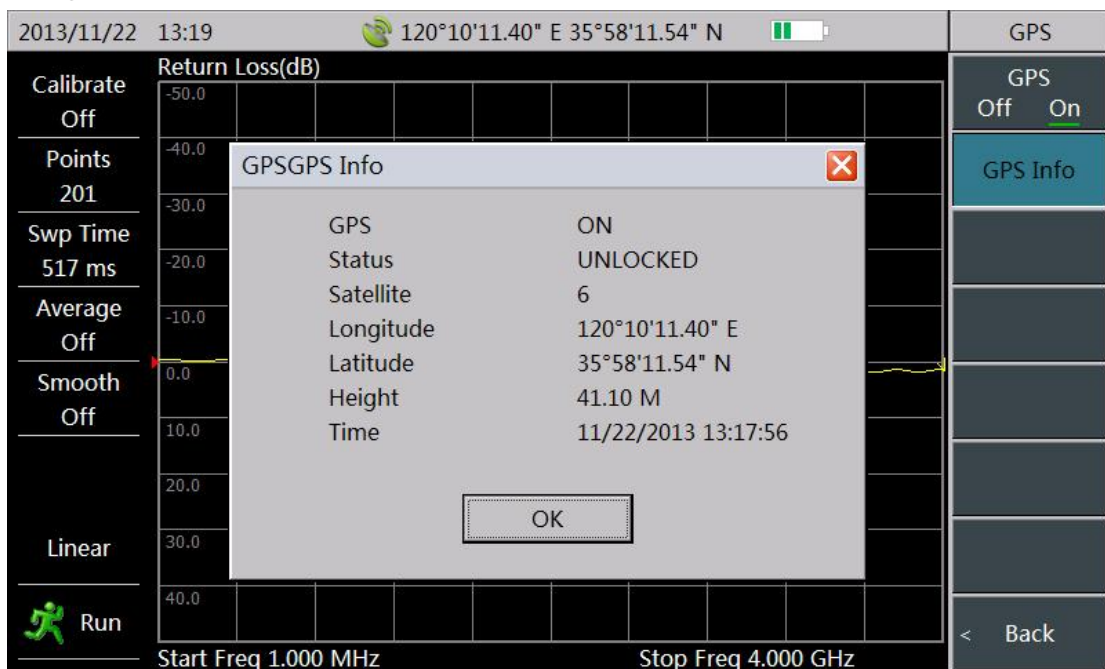 2013/11/22 13:19 120°10'11.40" E 35°58'11.54" N GPS
Calibrate
Off
Points
201
Swp Time
517 ms
Average
Off
Smooth
Off
Linear
Run
Return Loss(dB)
-50.0
-40.0
-30.0
-20.0
-10.0
0.0
10.0
20.0
30.0
40.0
Start Freq 1.000 MHz Stop Freq 4.000 GHz
GPSGPS Info
GPS ON
Status UNLOCKED
Satellite 6
Longitude 120°10'11.40" E
Latitude 35°58'11.54" N
Height 41.10 M
Time 11/22/2013 13:17:56
OK
GPS
Off On
GPS Info
< Back